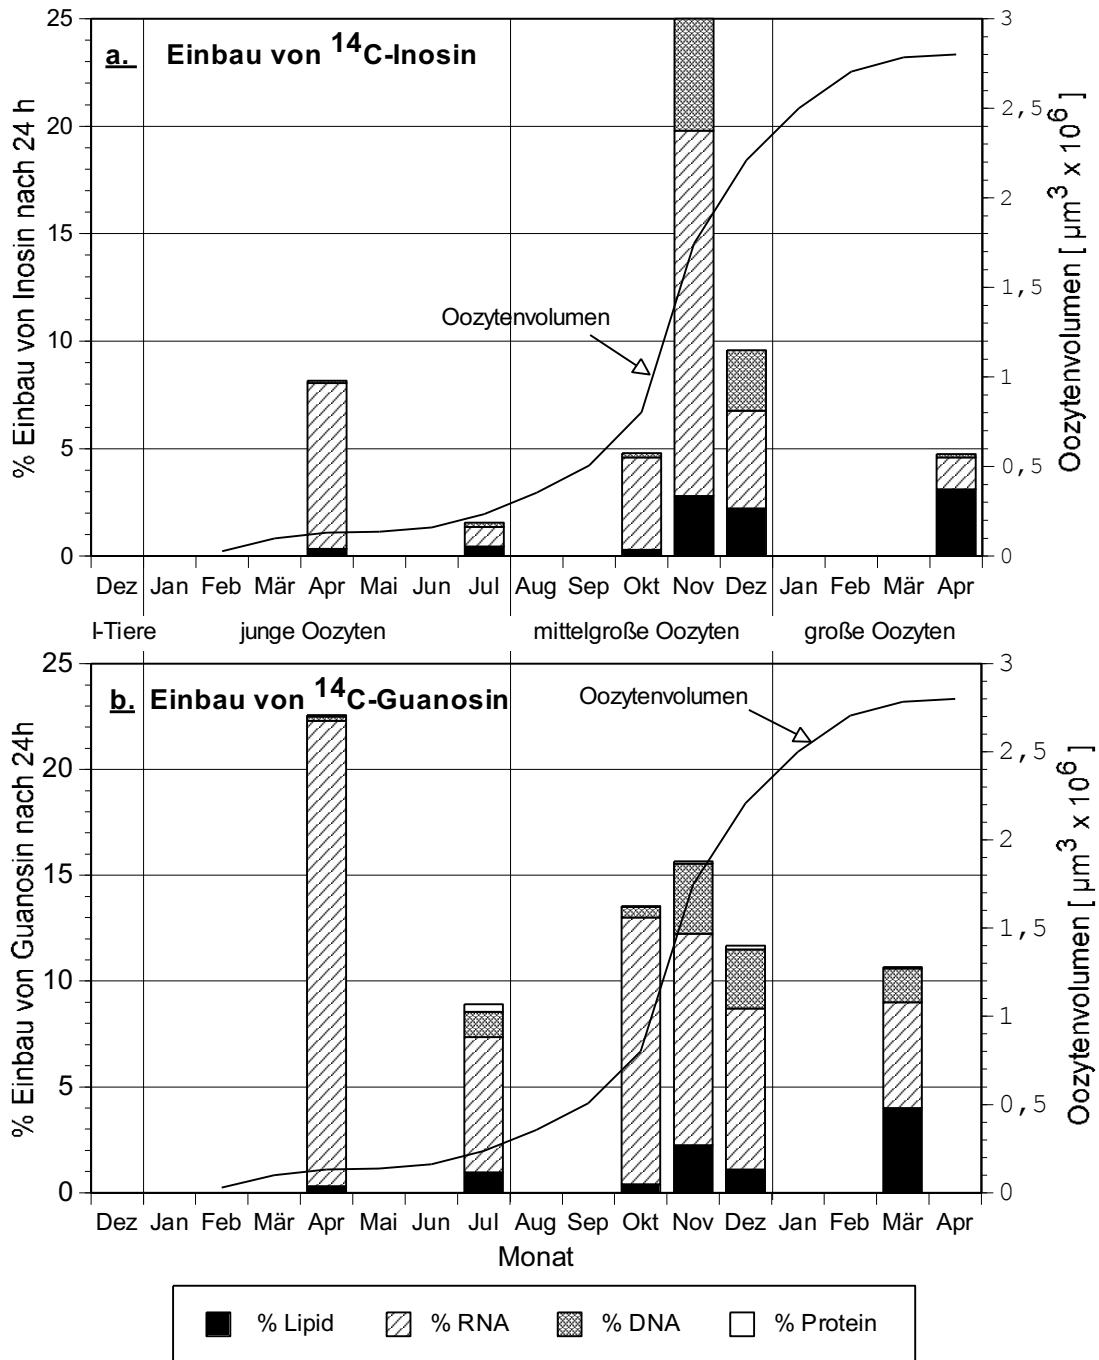 a. Einbau von ¹⁴C-Inosin
% Einbau von Inosin nach 24 h
25
20
15
10
5
0
Oozytenvolumen
3
2,5
2
1,5
1
0,5
0
Oozytenvolumen [ µm³ x 10⁶ ]
Dez Jan Feb Mär Apr Mai Jun Jul Aug Sep Okt Nov Dez Jan Feb Mär Apr
I-Tiere junge Oozyten mittelgroße Oozyten große Oozyten
b. Einbau von ¹⁴C-Guanosin
% Einbau von Guanosin nach 24h
25
20
15
10
5
0
Oozytenvolumen
3
2,5
2
1,5
1
0,5
0
Oozytenvolumen [ µm³ x 10⁶ ]
Dez Jan Feb Mär Apr Mai Jun Jul Aug Sep Okt Nov Dez Jan Feb Mär Apr
Monat
% Lipid % RNA % DNA % Protein